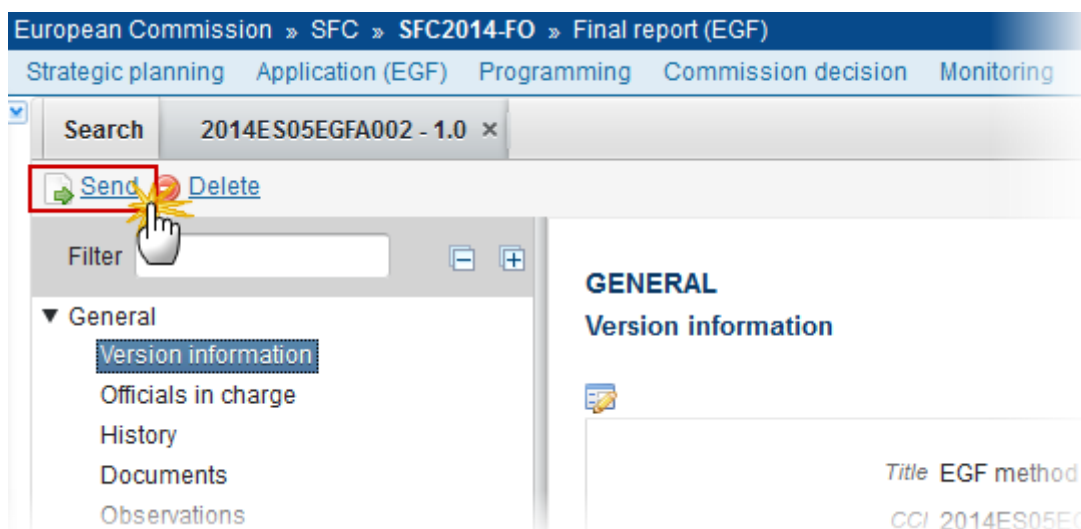 European Commission » SFC » SFC2014-FO » Final report (EGF)
Strategic planning Application (EGF) Programming Commission decision Monitoring
Search 2014ES05EGFA002 - 1.0 ×
Send Delete
Filter
GENERAL
▼ General
Version information
Version information
Officials in charge
History
Documents
Title EGF method
Observations
CCI 2014ES05EG